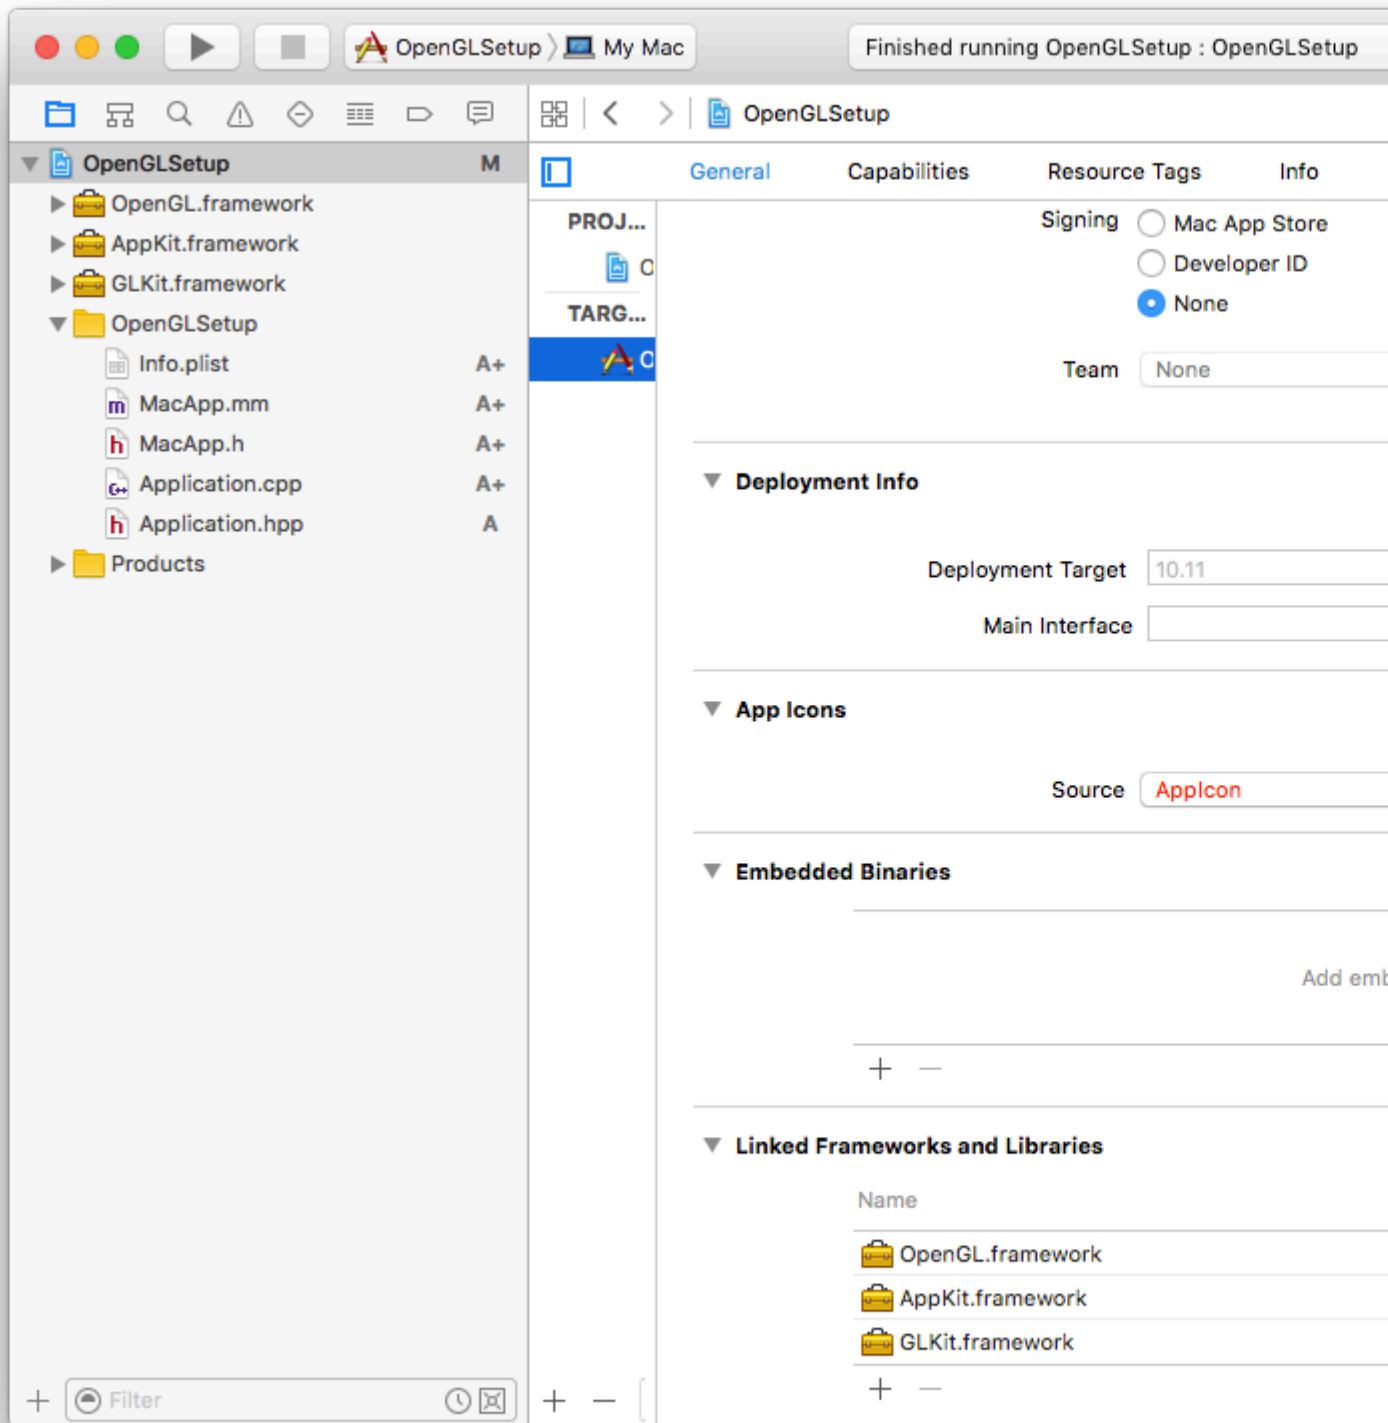 OpenGLSetup My Mac
Finished running OpenGLSetup : OpenGLSetup
OpenGLSetup
OpenGLSetup M
OpenGL.framework
AppKit.framework
GLKit.framework
OpenGLSetup
Info.plist A+
MacApp.mm A+
MacApp.h A+
Application.cpp A+
Application.hpp A
Products
Filter
General Capabilities Resource Tags Info
PROJ...
TARG...
Signing Mac App Store
Developer ID
None
Team None
Deployment Info
Deployment Target 10.11
Main Interface
App Icons
Source AppIcon
Embedded Binaries
Add emb
Linked Frameworks and Libraries
Name
OpenGL.framework
AppKit.framework
GLKit.framework